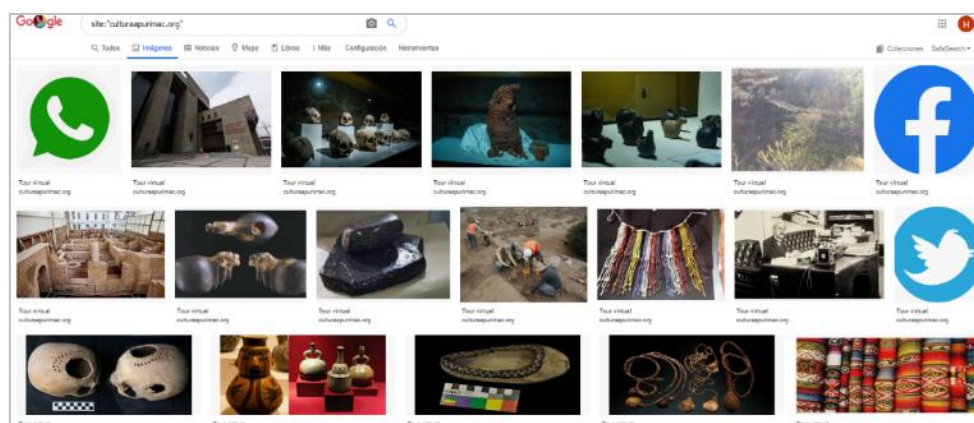 Google
site:"culturaapurimac.org"
H
Todos Imágenes Noticias Maps Libros Más Configuración Herramientas
Colecciones SafeSearch
Tour virtual Tour virtual Tour virtual Tour virtual Tour virtual Tour virtual Tour virtual
culturaapurimac.org culturaapurimac.org culturaapurimac.org culturaapurimac.org culturaapurimac.org culturaapurimac.org culturaapurimac.org
Tour virtual Tour virtual Tour virtual Tour virtual Tour virtual Tour virtual Tour virtual
culturaapurimac.org culturaapurimac.org culturaapurimac.org culturaapurimac.org culturaapurimac.org culturaapurimac.org culturaapurimac.org